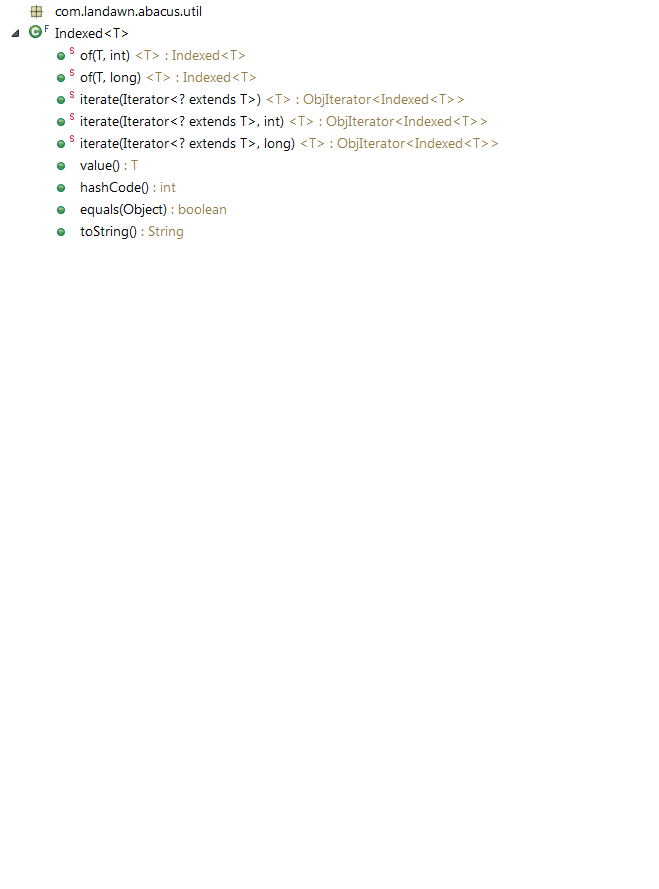 com.landawn.abacus.util
C F Indexed<T>
S of(T, int) <T> : Indexed<T>
S of(T, long) <T> : Indexed<T>
S iterate(Iterator<? extends T>) <T> : ObjIterator<Indexed<T>>
S iterate(Iterator<? extends T>, int) <T> : ObjIterator<Indexed<T>>
S iterate(Iterator<? extends T>, long) <T> : ObjIterator<Indexed<T>>
value() : T
hashCode() : int
equals(Object) : boolean
toString() : String